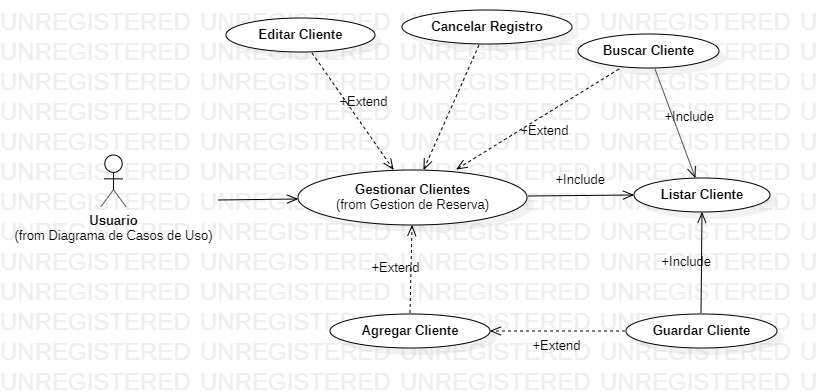 Editar Cliente
Cancelar Registro
Buscar Cliente
+Extend
+Extend
+Include
Usuario
(from Diagrama de Casos de Uso)
Gestionar Clientes
(from Gestion de Reserva)
+Include
Listar Cliente
+Extend
+Include
Agregar Cliente
+Extend
Guardar Cliente
UNREGISTERED